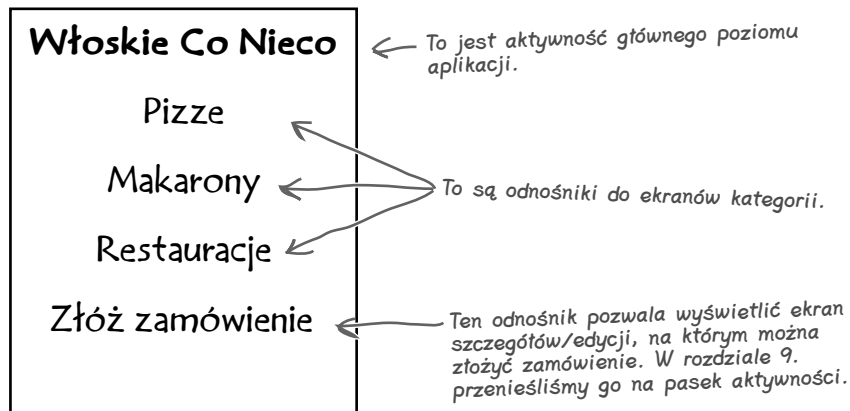 Włoskie Co Nieco
To jest aktywność głównego poziomu
aplikacji.
Pizze
Makarony
To są odnośniki do ekranów kategorii.
Restauracje
Złóż zamówienie
Ten odnośnik pozwala wyświetlić ekran
szczegółów/edycji, na którym można
złożyć zamówienie. W rozdziale 9.
przenieśliśmy go na pasek aktywności.